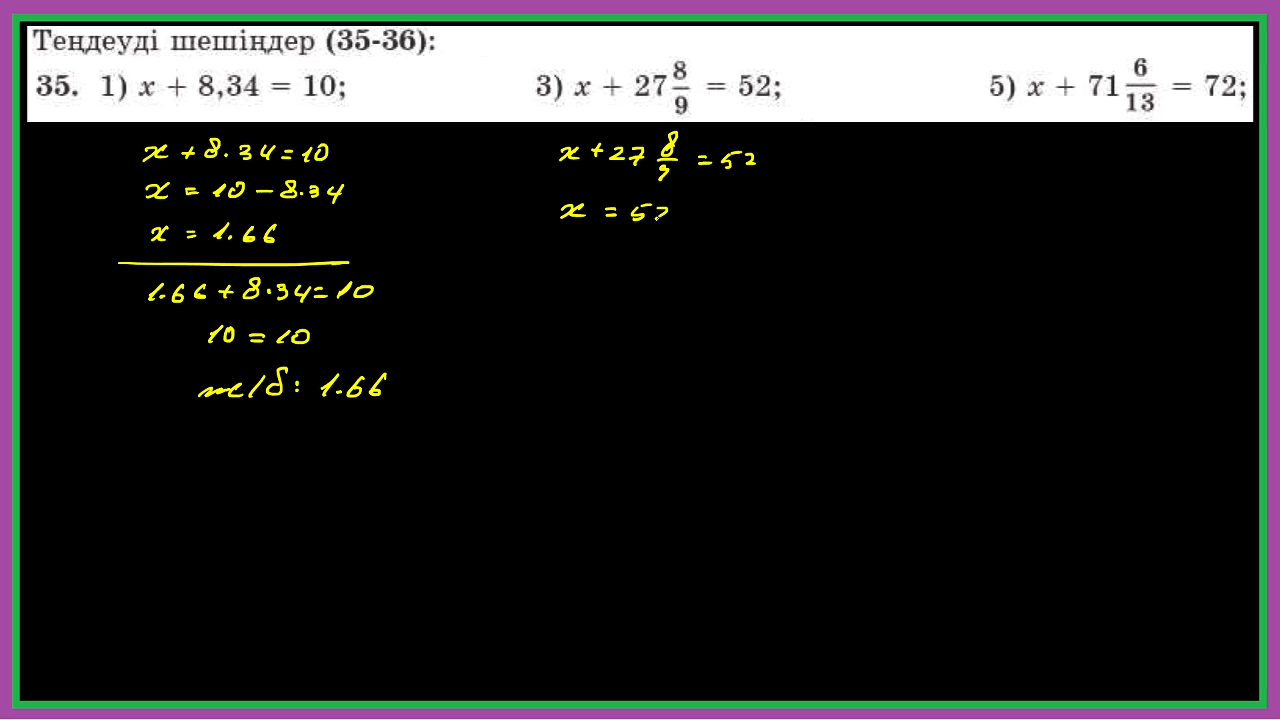 Теңдеуді шешіңдер (35-36):
35. 1) x + 8,34 = 10; 3) x + 27 8/9 = 52; 5) x + 71 6/13 = 72;
x + 8.34 = 10
x = 10 - 8.34
x = 1.66
1.66 + 8.34 = 10
10 = 10
ж/б: 1.66
x + 27 8/9 = 52
x = 52